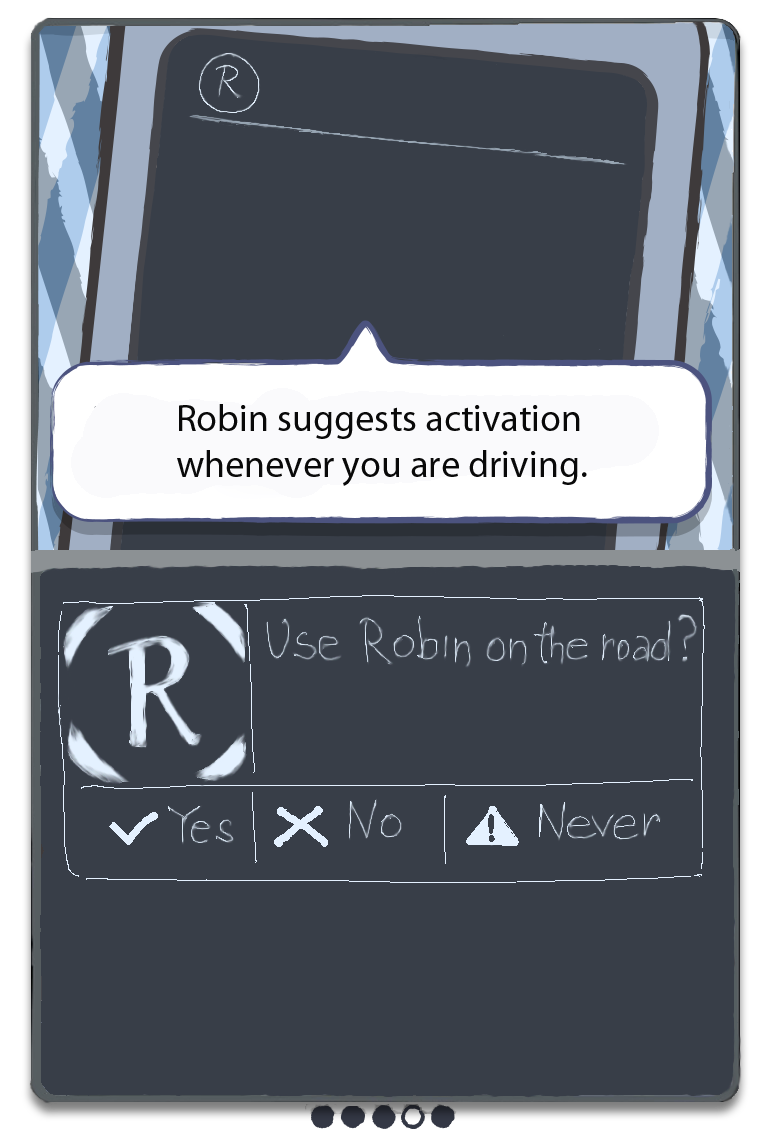 R
Robin suggests activation
whenever you are driving.
R
Use Robin on the road?
Yes No Never